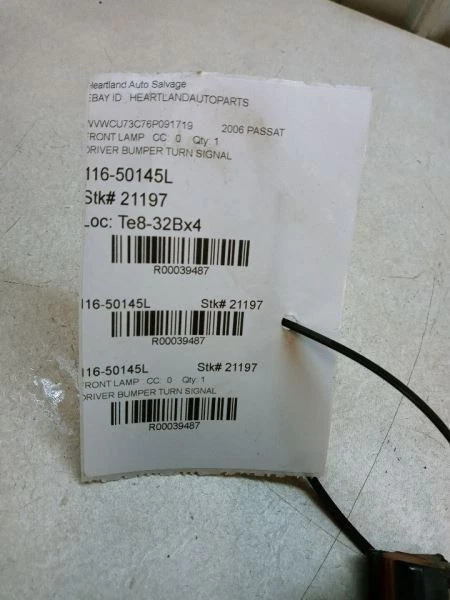 Heartland Auto Salvage
EBAY ID: HEARTLANDAUTOPARTS
WVWCU73C76P091719 2006 PASSAT
FRONT LAMP CC: 0 Qty: 1
DRIVER BUMPER TURN SIGNAL
116-50145L
Stk# 21197
Loc: Te8-32Bx4
R00039487
116-50145L Stk# 21197
R00039487
116-50145L Stk# 21197
FRONT LAMP CC: 0 Qty: 1
DRIVER BUMPER TURN SIGNAL
R00039487